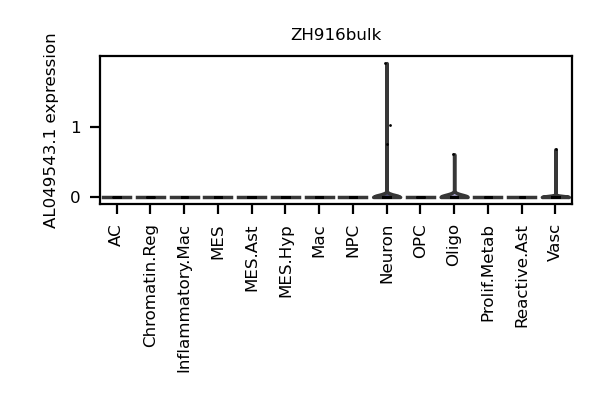 ZH916bulk
AL049543.1 expression
1
0
AC
Chromatin.Reg
Inflammatory.Mac
MES
MES.Ast
MES.Hyp
Mac
NPC
Neuron
OPC
Oligo
Prolif.Metab
Reactive.Ast
Vasc